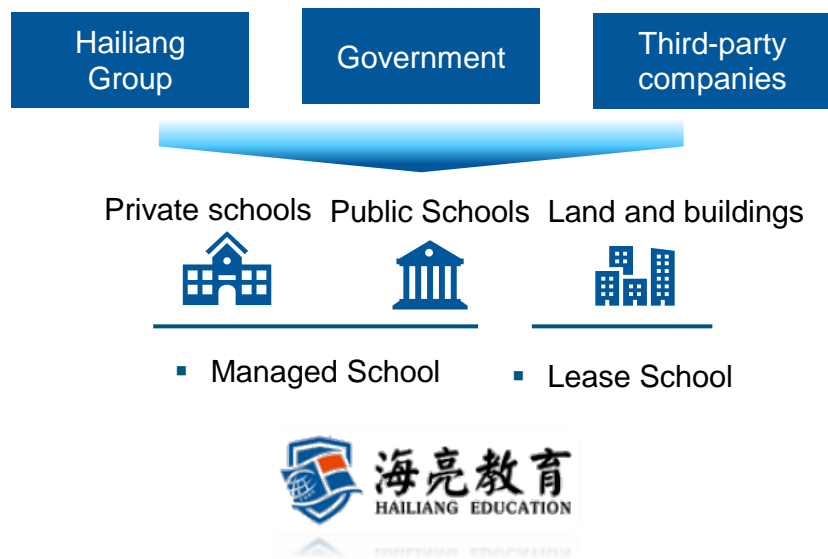 Hailiang
Group
Government
Third-party
companies
Private schools
Public Schools
Land and buildings
▪ Managed School
▪ Lease School
海亮教育
HAILIANG EDUCATION